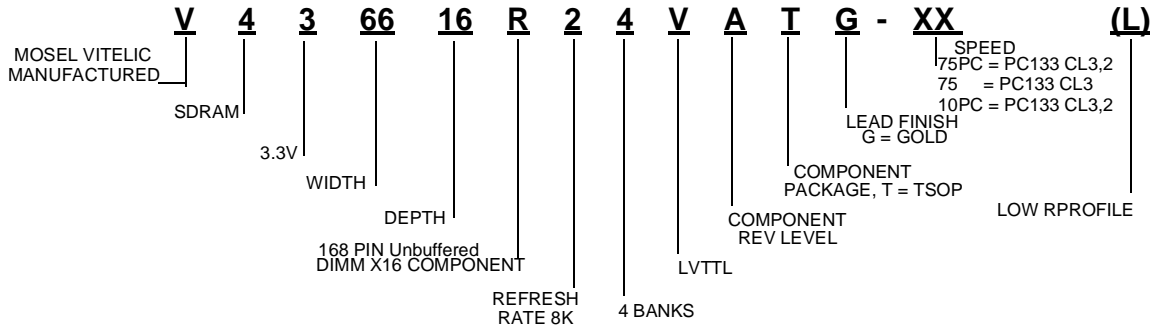 V 4 3 66 16 R 2 4 V A T G - XX (L)
MOSEL VITELIC
MANUFACTURED
SDRAM
3.3V
WIDTH
DEPTH
168 PIN Unbuffered
DIMM X16 COMPONENT
REFRESH
RATE 8K
4 BANKS
LVTTL
COMPONENT
REV LEVEL
COMPONENT
PACKAGE, T = TSOP
LEAD FINISH
G = GOLD
SPEED
75PC = PC133 CL3,2
75 = PC133 CL3
10PC = PC133 CL3,2
LOW RPROFILE